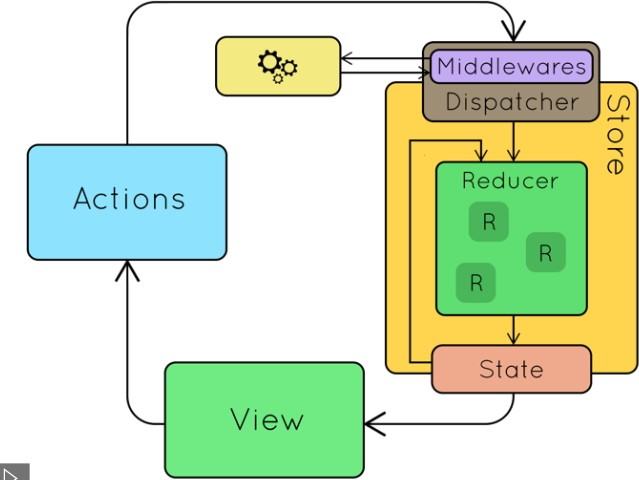 Middlewares
Dispatcher
Store
Actions
Reducer
R
R
R
State
View